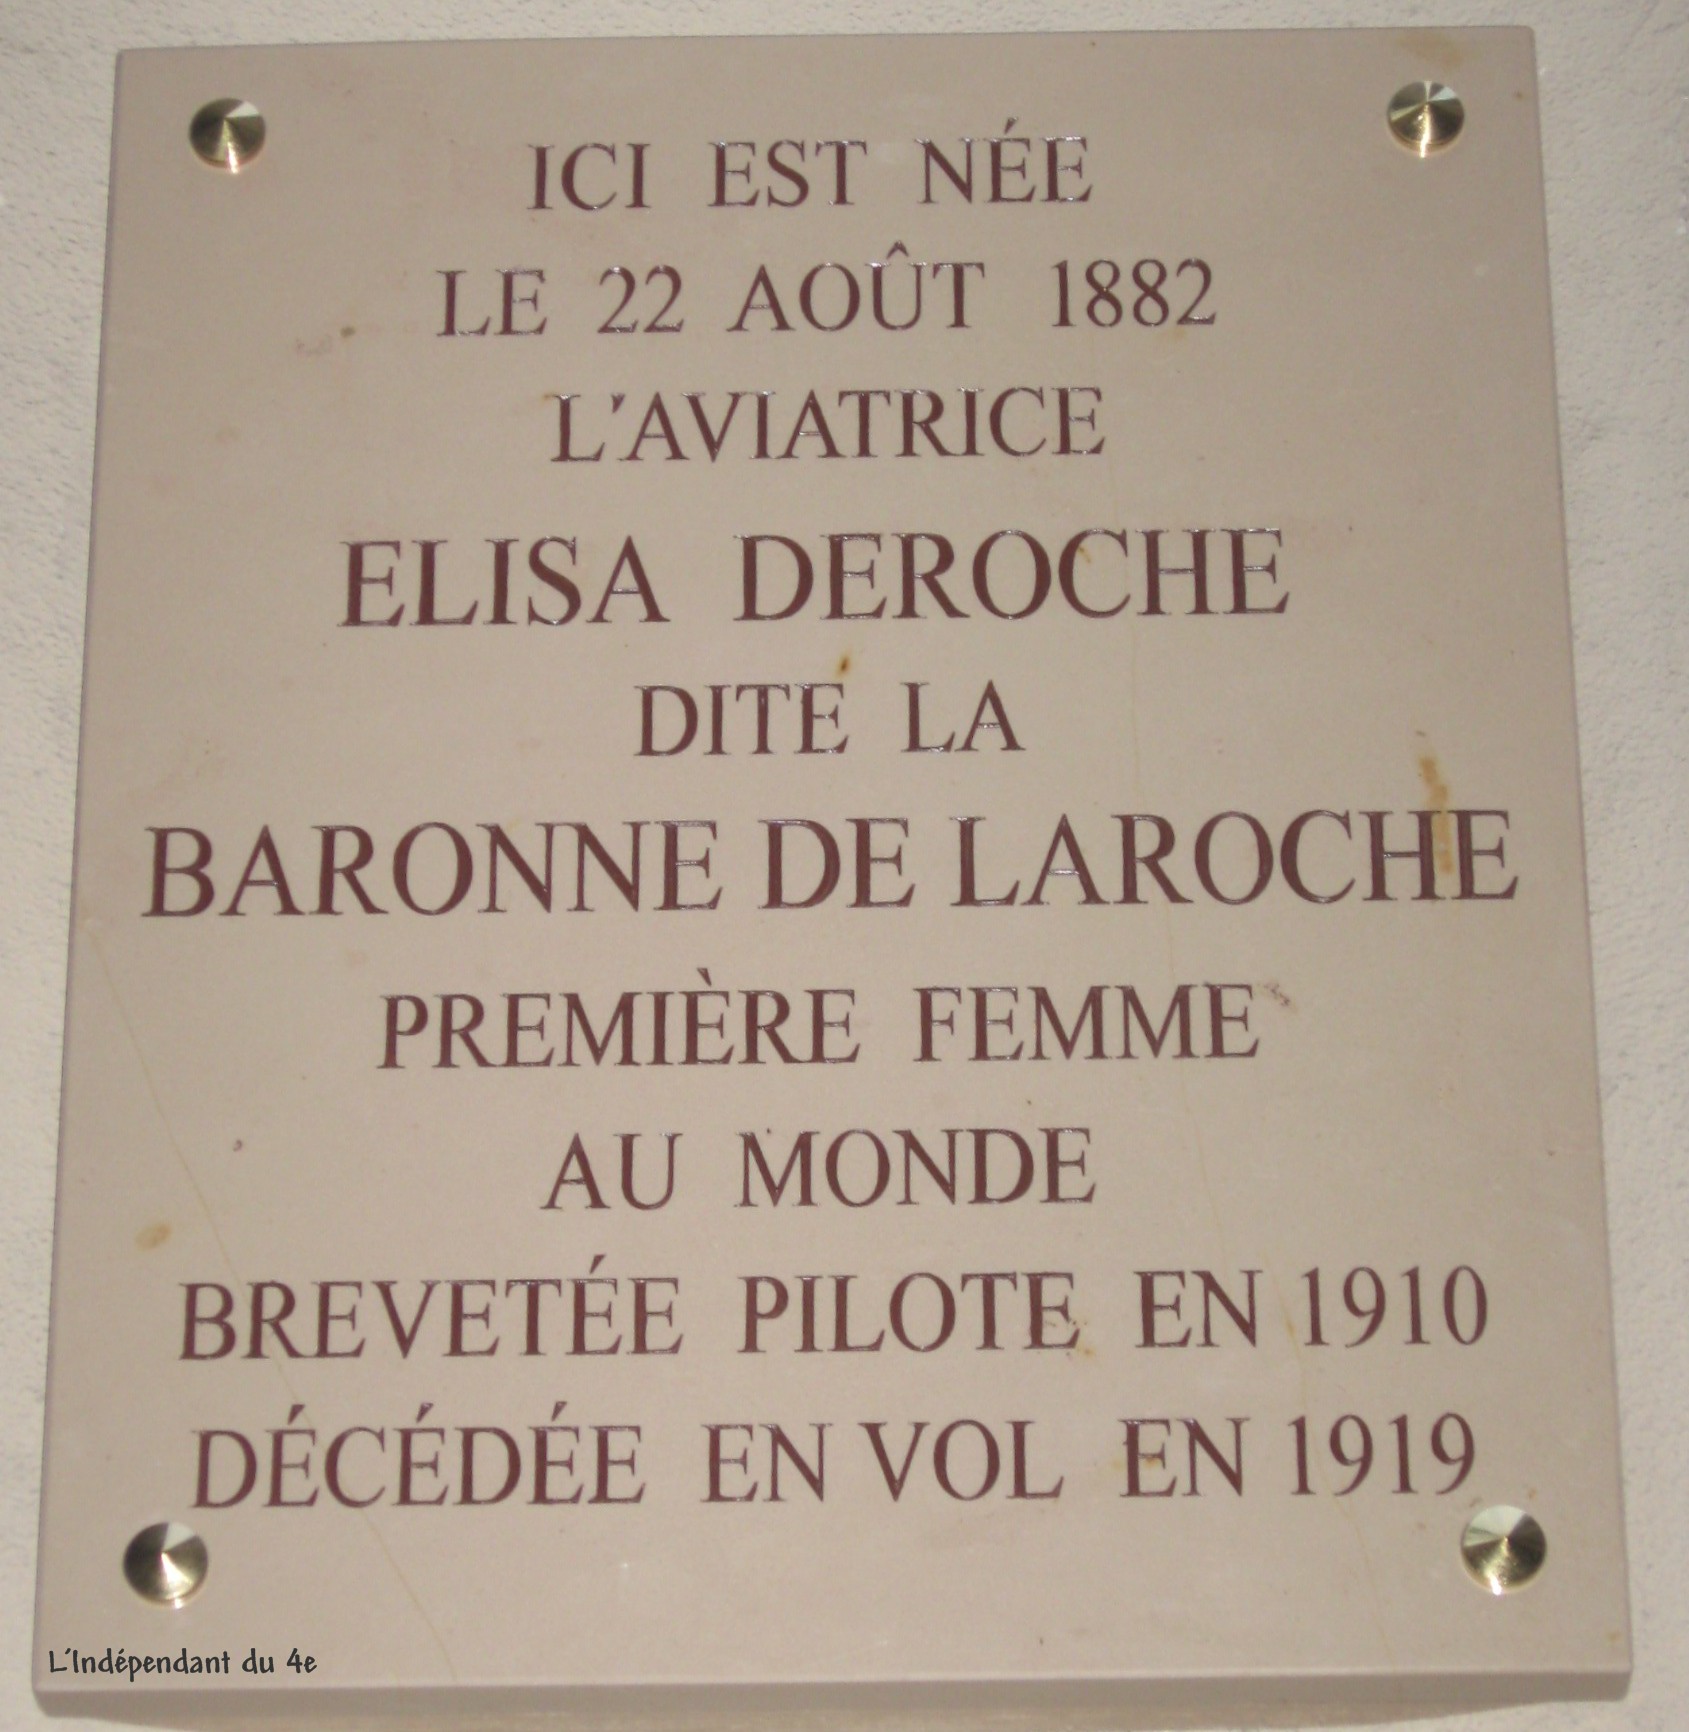 ICI EST NÉE
LE 22 AOÛT 1882
L'AVIATRICE
ELISA DEROCHE
DITE LA
BARONNE DE LAROCHE
PREMIÈRE FEMME
AU MONDE
BREVETÉE PILOTE EN 1910
DÉCÉDÉE EN VOL EN 1919
L'Indépendant du 4e